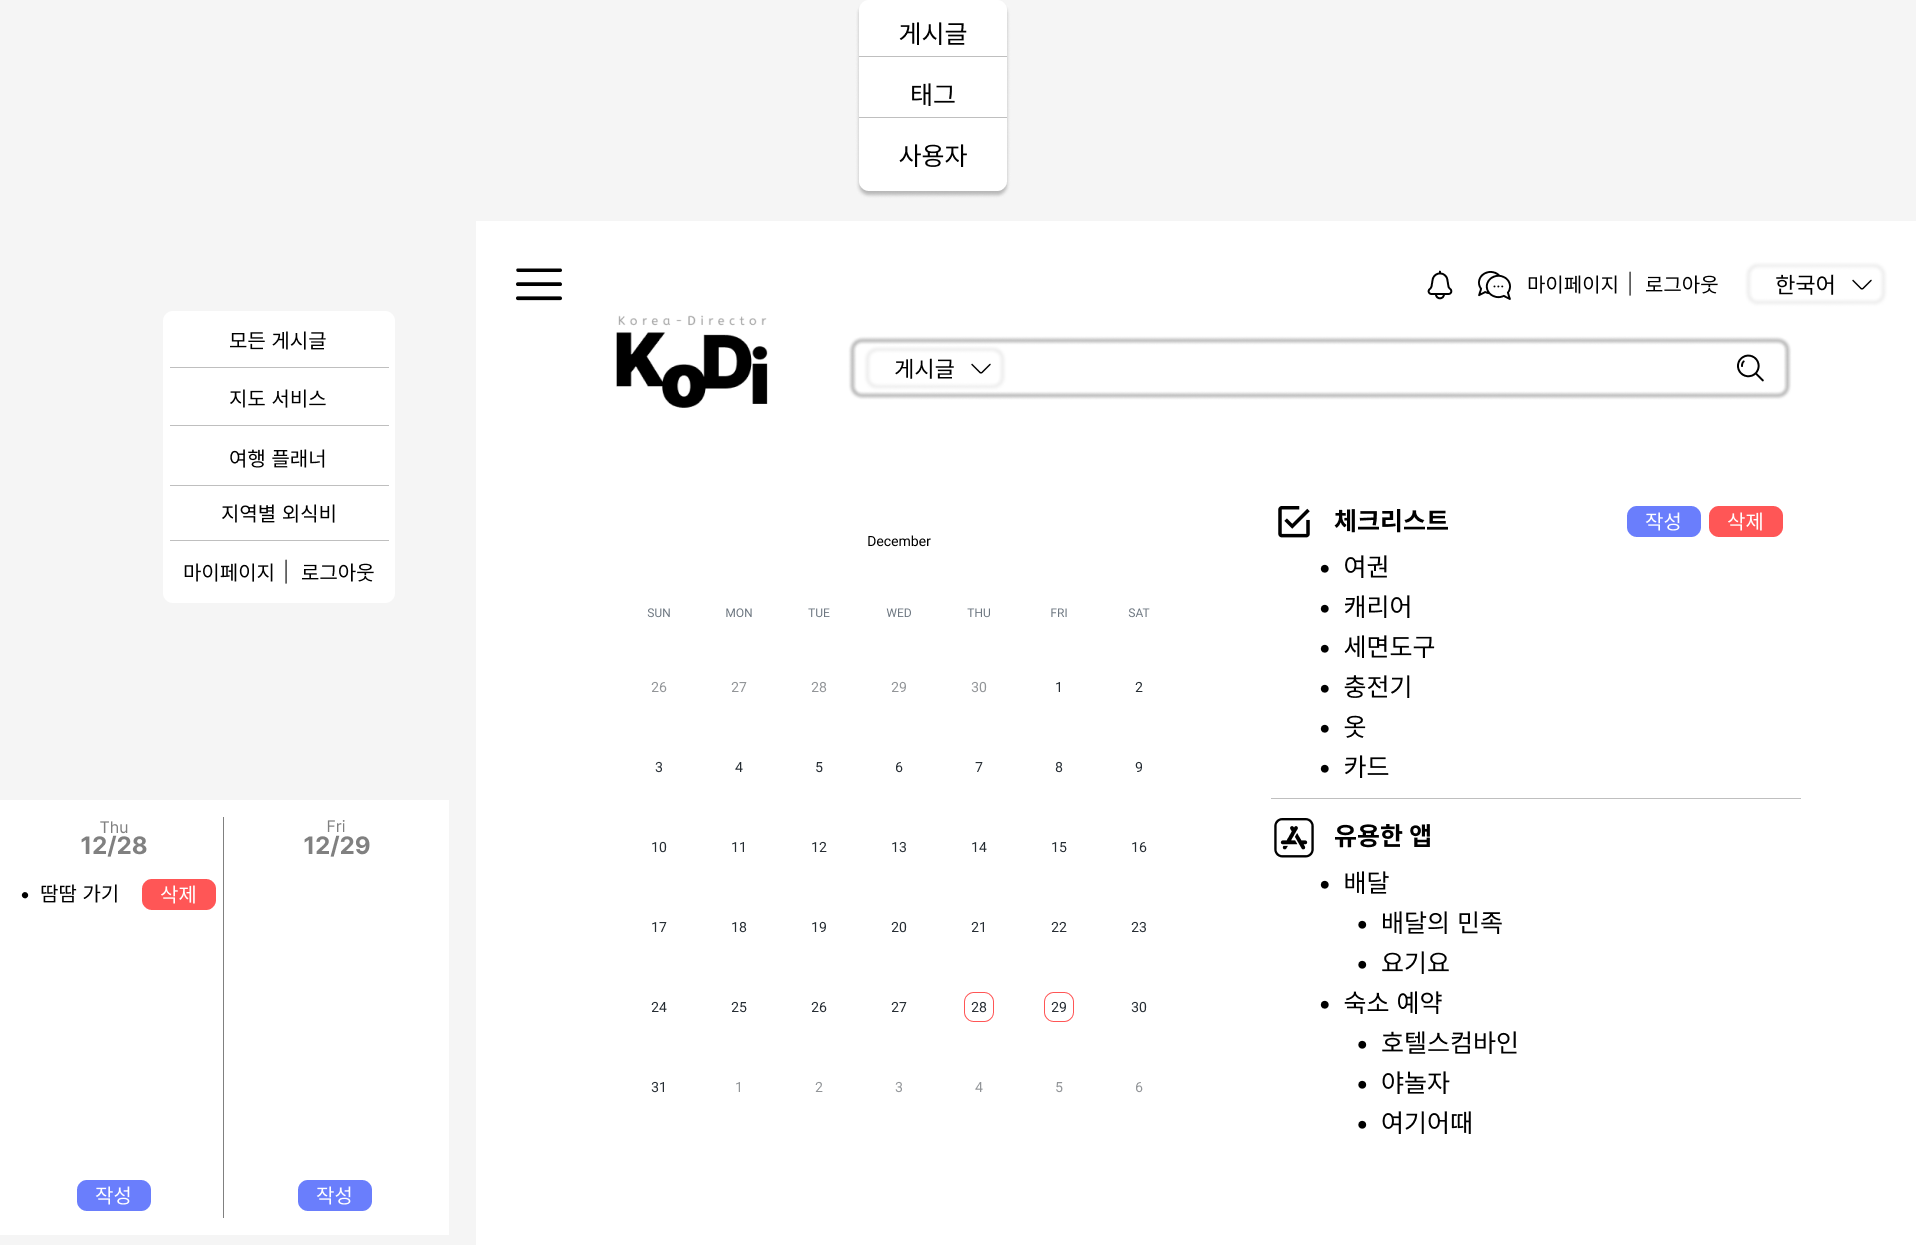 게시글
태그
사용자
마이페이지 | 로그아웃
한국어
Korea-Director
KoDi
게시글
모든 게시글
지도 서비스
여행 플래너
지역별 외식비
마이페이지 | 로그아웃
December
SUN MON TUE WED THU FRI SAT
26 27 28 29 30 1 2
3 4 5 6 7 8 9
10 11 12 13 14 15 16
17 18 19 20 21 22 23
24 25 26 27 28 29 30
31 1 2 3 4 5 6
체크리스트 작성 삭제
• 여권
• 캐리어
• 세면도구
• 충전기
• 옷
• 카드
유용한 앱
• 배달
• 배달의 민족
• 요기요
• 숙소 예약
• 호텔스컴바인
• 야놀자
• 여기어때
Thu
12/28
• 땀땀 가기 삭제
작성
Fri
12/29
작성